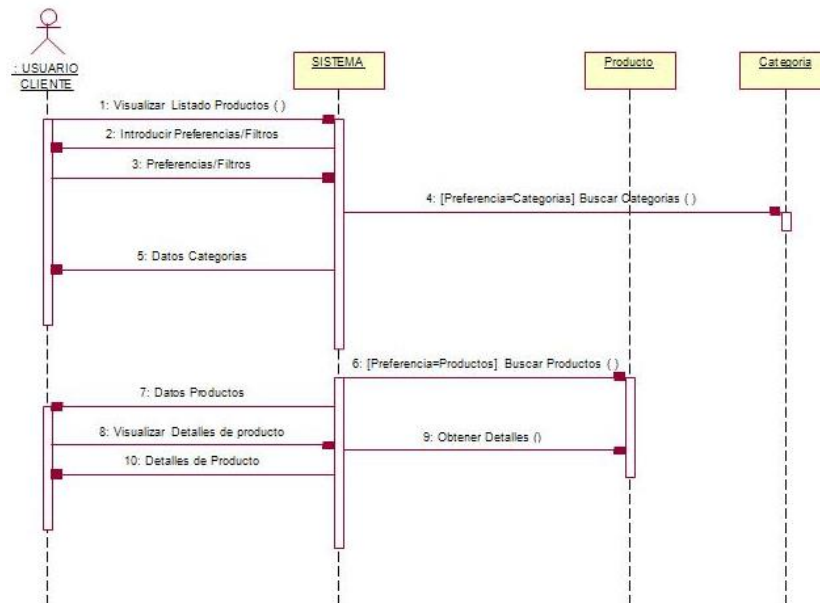 : USUARIO
CLIENTE
SISTEMA
Producto
Categoria
1: Visualizar Listado Productos ( )
2: Introducir Preferencias/Filtros
3: Preferencias/Filtros
4: [Preferencia=Categorias] Buscar Categorias ( )
5: Datos Categorias
6: [Preferencia=Productos] Buscar Productos ( )
7: Datos Productos
8: Visualizar Detalles de producto
9: Obtener Detalles ()
10: Detalles de Producto